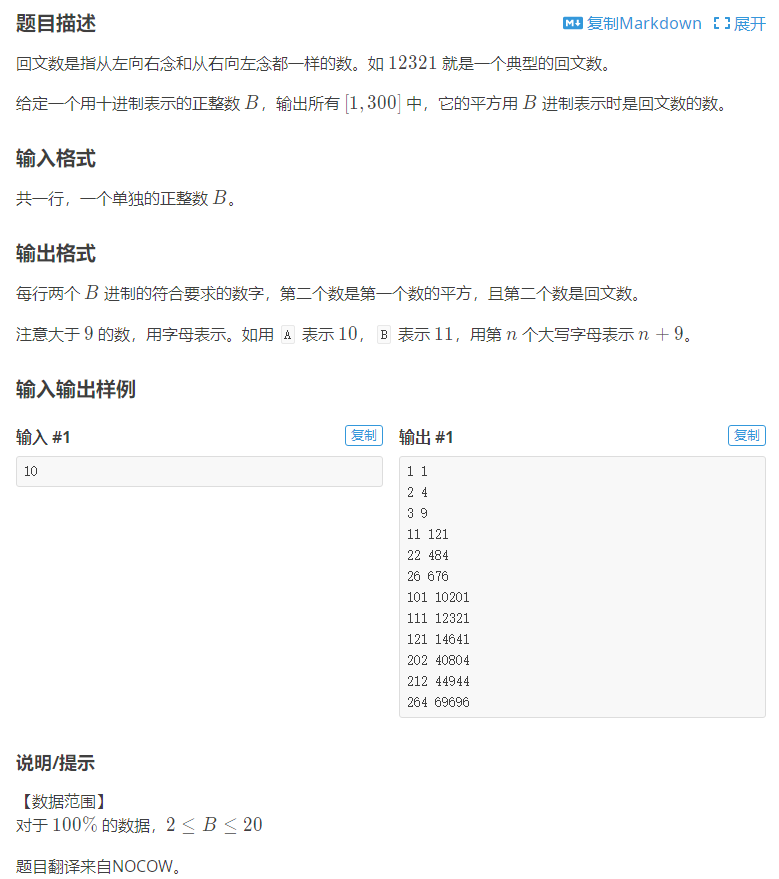 题目描述 复制Markdown 展开
回文数是指从左向右念和从右向左念都一样的数。如 12321 就是一个典型的回文数。
给定一个用十进制表示的正整数 B，输出所有 [1, 300] 中，它的平方用 B 进制表示时是回文数的数。
输入格式
共一行，一个单独的正整数 B。
输出格式
每行两个 B 进制的符合要求的数字，第二个数是第一个数的平方，且第二个数是回文数。
注意大于 9 的数，用字母表示。如用 A 表示 10， B 表示 11，用第 n 个大写字母表示 n + 9。
输入输出样例
输入 #1 复制
10
输出 #1 复制
1 1
2 4
3 9
11 121
22 484
26 676
101 10201
111 12321
121 14641
202 40804
212 44944
264 69696
说明/提示
【数据范围】
对于 100% 的数据，2 ≤ B ≤ 20
题目翻译来自NOCOW。